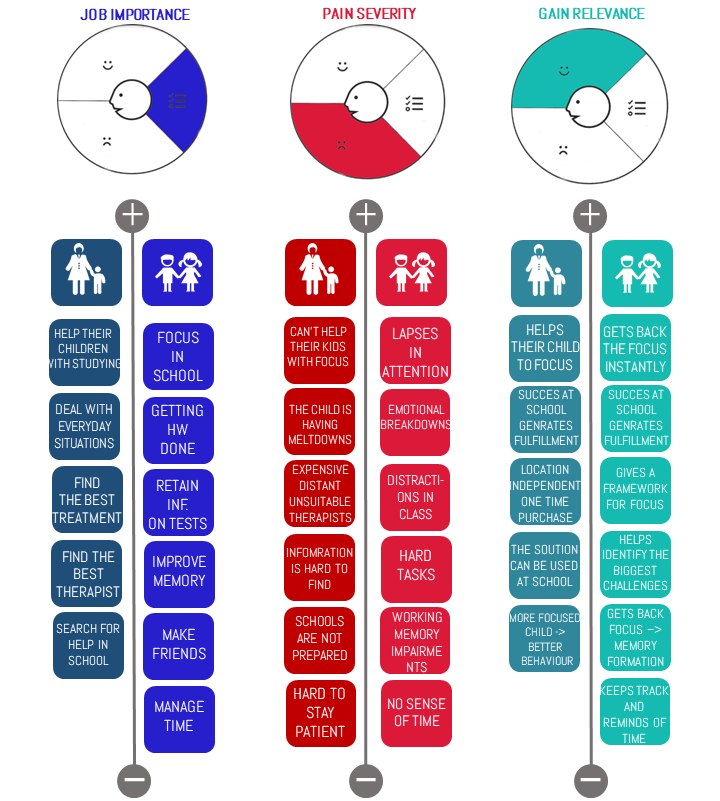 JOB IMPORTANCE
PAIN SEVERITY
GAIN RELEVANCE
+
+
+
HELP THEIR
CHILDREN
WITH STUDYING
DEAL WITH
EVERYDAY
SITUATIONS
FIND
THE BEST
TREATMENT
FIND THE
BEST
THERAPIST
SEARCH FOR
HELP IN
SCHOOL
FOCUS
IN
SCHOOL
GETTING
HW
DONE
RETAIN
INF.
ON TESTS
IMPROVE
MEMORY
MAKE
FRIENDS
MANAGE
TIME
CAN'T HELP
THEIR KIDS
WITH FOCUS
THE CHILD IS
HAVING
MELTDOWNS
EXPENSIVE
DISTANT
UNSUITABLE
THERAPISTS
INFOMRATION
IS HARD TO
FIND
SCHOOLS
ARE NOT
PREPARED
HARD TO
STAY
PATIENT
LAPSES
IN
ATTENTION
EMOTIONAL
BREAKDOWNS
DISTRACTI-
ONS IN
CLASS
HARD
TASKS
WORKING
MEMORY
IMPAIRME
NTS
NO SENSE
OF TIME
HELPS
THEIR CHILD
TO FOCUS
SUCCES AT
SCHOOL
GENRATES
FULFILLMENT
LOCATION
INDEPENDENT
ONE TIME
PURCHASE
THE SOUTION
CAN BE USED
AT SCHOOL
MORE FOCUSED
CHILD ->
BETTER
BEHAVIOUR
GETS BACK
THE FOCUS
INSTANTLY
SUCCES AT
SCHOOL
GENRATES
FULFILLMENT
GIVES A
FRAMEWORK
FOR FOCUS
HELPS
IDENTIFY THE
BIGGEST
CHALLENGES
GETS BACK
FOCUS –>
MEMORY
FORMATION
KEEPS TRACK
AND
REMINDS OF
TIME
−
−
−